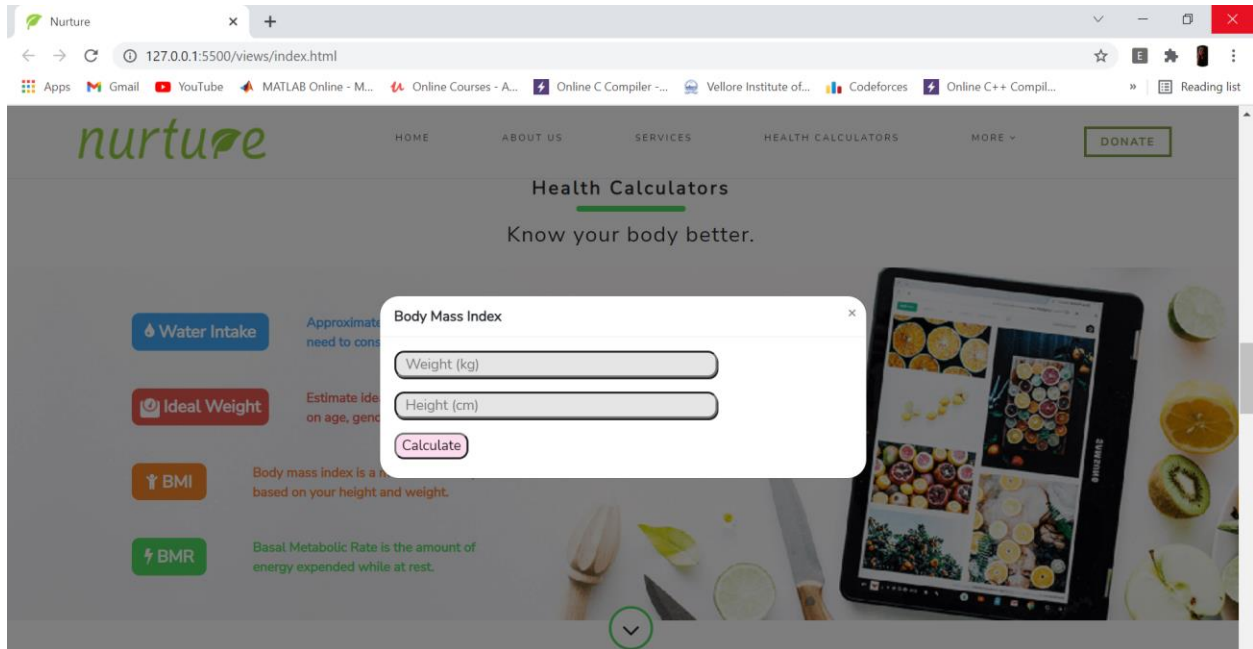 Nurture
127.0.0.1:5500/views/index.html
E
Apps Gmail YouTube MATLAB Online - M... Online Courses - A... Online C Compiler -... Vellore Institute of... Codeforces Online C++ Compil... » Reading list
nurture HOME ABOUT US SERVICES HEALTH CALCULATORS MORE DONATE
Health Calculators
Know your body better.
Body Mass Index ×
Weight (kg)
Height (cm)
Calculate
Water Intake
Approximate
need to cons
Ideal Weight
Estimate ide
on age, gend
BMI
Body mass index is a m
based on your height and weight.
BMR
Basal Metabolic Rate is the amount of
energy expended while at rest.
SAMSUNG